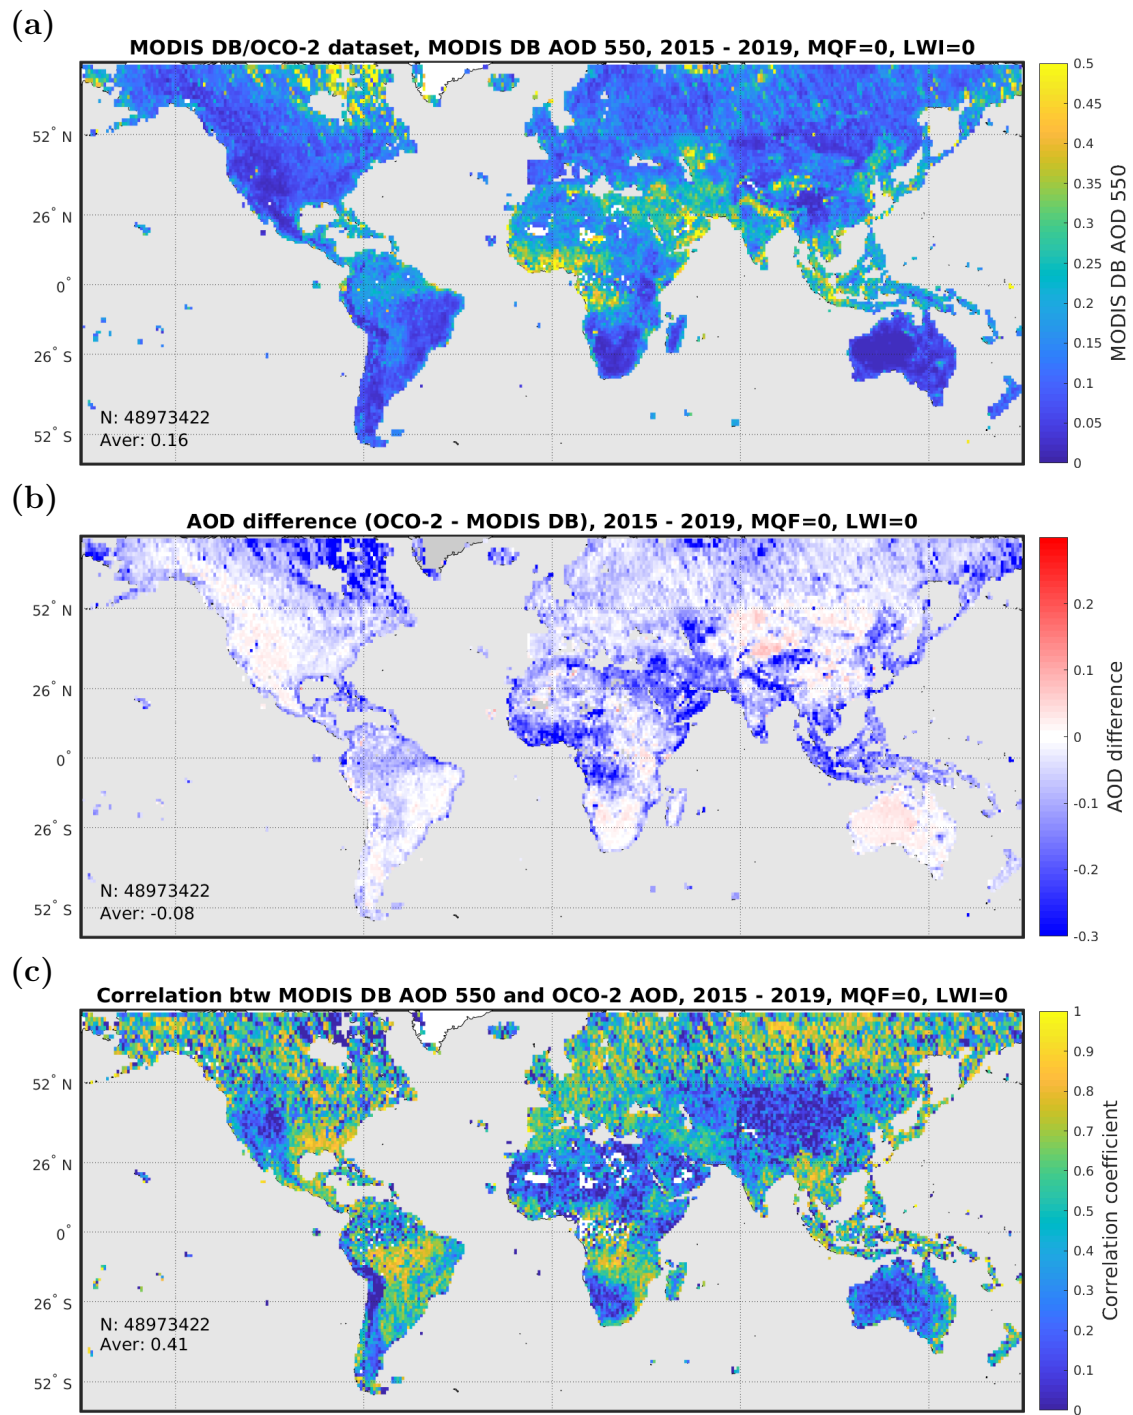 (a)
MODIS DB/OCO-2 dataset, MODIS DB AOD 550, 2015 - 2019, MQF=0, LWI=0
52° N
26° N
0°
26° S
52° S
N: 48973422
Aver: 0.16
0.5
0.45
0.4
0.35
0.3
0.25
0.2
0.15
0.1
0.05
0
MODIS DB AOD 550
(b)
AOD difference (OCO-2 - MODIS DB), 2015 - 2019, MQF=0, LWI=0
52° N
26° N
0°
26° S
52° S
N: 48973422
Aver: -0.08
0.2
0.1
0
-0.1
-0.2
-0.3
AOD difference
(c)
Correlation btw MODIS DB AOD 550 and OCO-2 AOD, 2015 - 2019, MQF=0, LWI=0
52° N
26° N
0°
26° S
52° S
N: 48973422
Aver: 0.41
1
0.9
0.8
0.7
0.6
0.5
0.4
0.3
0.2
0.1
0
Correlation coefficient